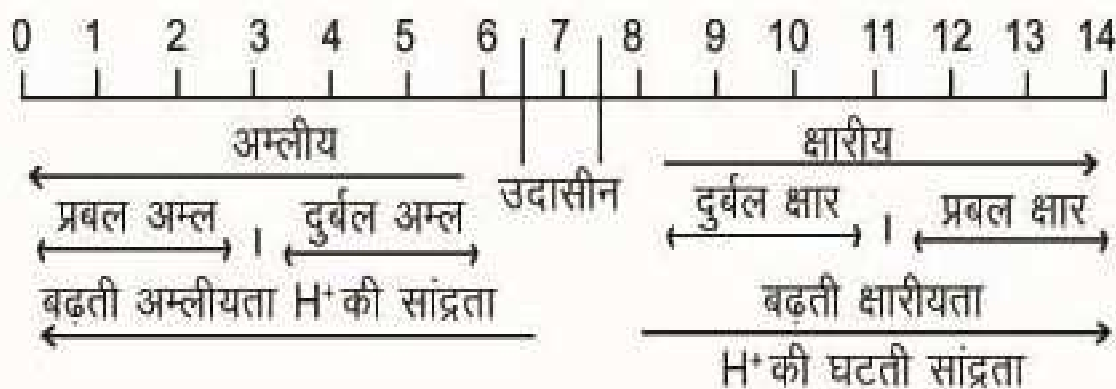 0 1 2 3 4 5 6 7 8 9 10 11 12 13 14
अम्लीय उदासीन क्षारीय
प्रबल अम्ल | दुर्बल अम्ल दुर्बल क्षार | प्रबल क्षार
बढ़ती अम्लीयता H⁺ की सांद्रता बढ़ती क्षारीयता
H⁺ की घटती सांद्रता